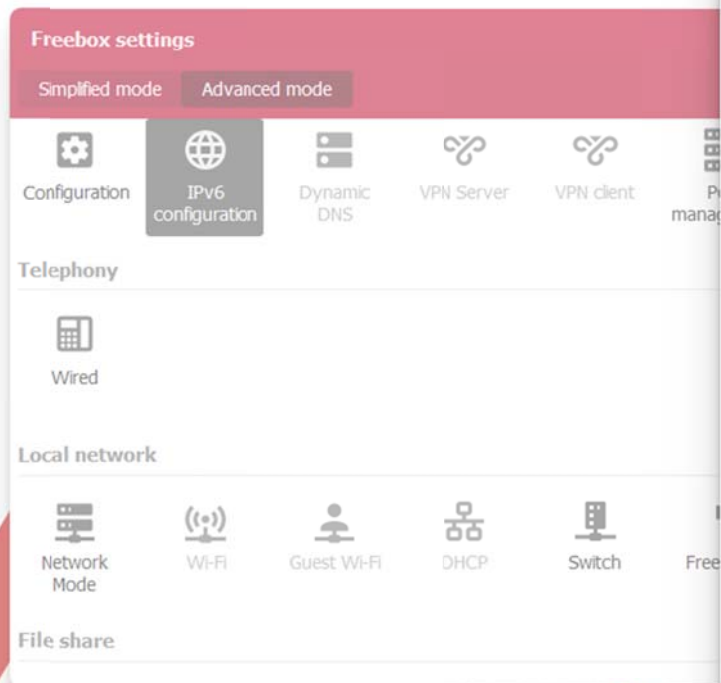 Freebox settings
Simplified mode Advanced mode
Configuration IPv6 configuration Dynamic DNS VPN Server VPN client
Telephony
Wired
Local network
Network Mode Wi-Fi Guest Wi-Fi DHCP Switch Free
File share